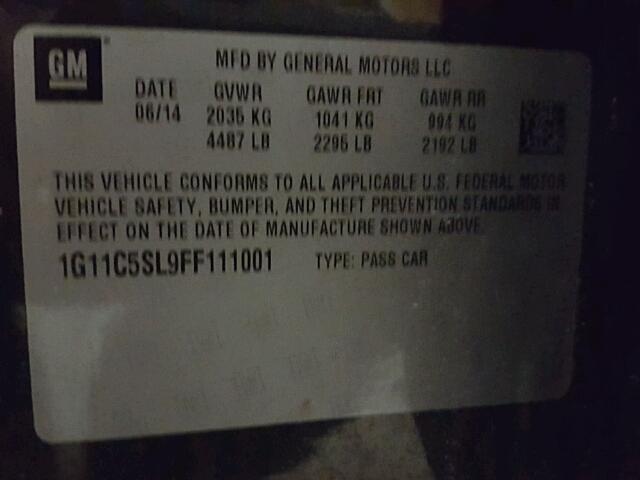 GM
MFD BY GENERAL MOTORS LLC
DATE GVWR GAWR FRT GAWR RR
06/14 2035 KG 1041 KG 994 KG
4487 LB 2295 LB 2192 LB
THIS VEHICLE CONFORMS TO ALL APPLICABLE U.S. FEDERAL MOTOR
VEHICLE SAFETY, BUMPER, AND THEFT PREVENTION STANDARDS IN
EFFECT ON THE DATE OF MANUFACTURE SHOWN ABOVE.
1G11C5SL9FF111001 TYPE: PASS CAR